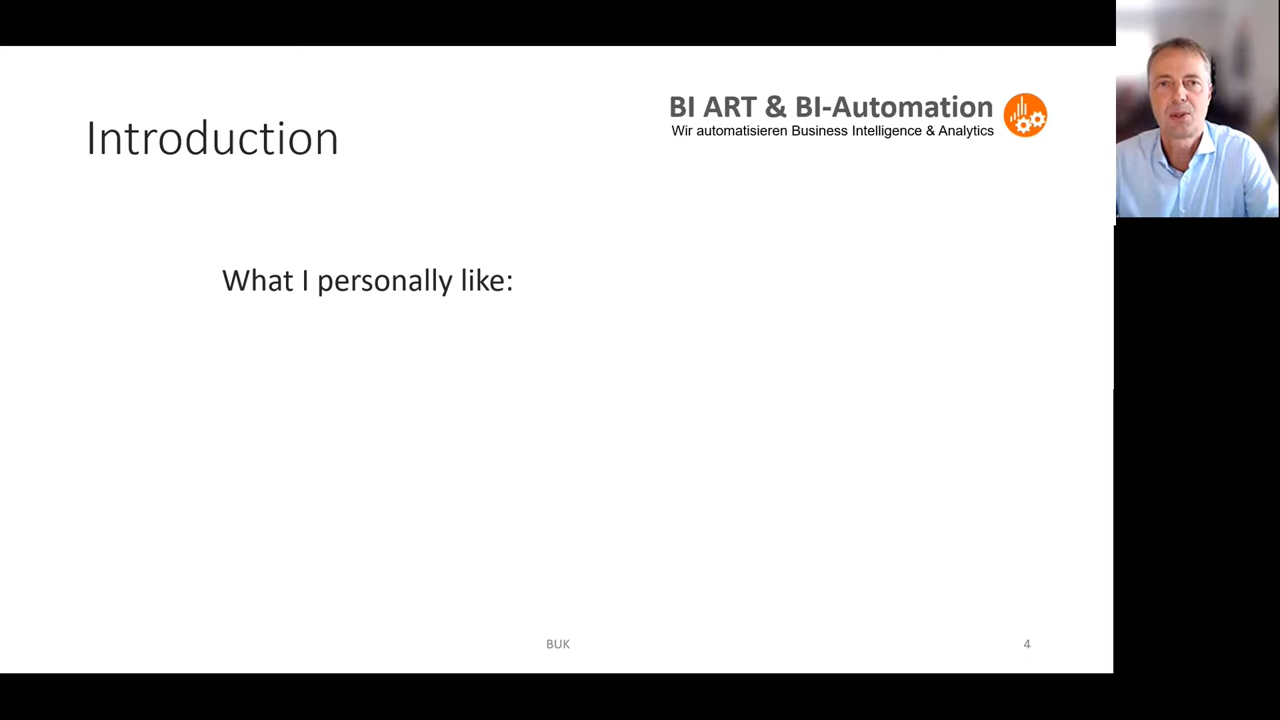 Introduction
BI ART & BI-Automation
Wir automatisieren Business Intelligence & Analytics
What I personally like:
BUK
4